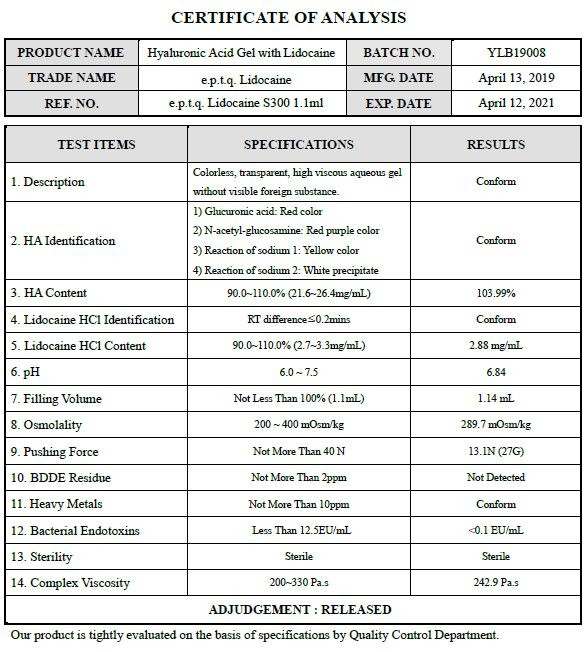 CERTIFICATE OF ANALYSIS
PRODUCT NAME Hyaluronic Acid Gel with Lidocaine BATCH NO. YLB19008
TRADE NAME e.p.t.q. Lidocaine MFG. DATE April 13, 2019
REF. NO. e.p.t.q. Lidocaine S300 1.1ml EXP. DATE April 12, 2021
TEST ITEMS SPECIFICATIONS RESULTS
1. Description Colorless, transparent, high viscous aqueous gel
without visible foreign substance. Conform
2. HA Identification 1) Glucuronic acid: Red color
2) N-acetyl-glucosamine: Red purple color
3) Reaction of sodium 1: Yellow color
4) Reaction of sodium 2: White precipitate Conform
3. HA Content 90.0~110.0% (21.6~26.4mg/mL) 103.99%
4. Lidocaine HCl Identification RT difference≤0.2mins Conform
5. Lidocaine HCl Content 90.0~110.0% (2.7~3.3mg/mL) 2.88 mg/mL
6. pH 6.0 ~ 7.5 6.84
7. Filling Volume Not Less Than 100% (1.1mL) 1.14 mL
8. Osmolality 200 ~ 400 mOsm/kg 289.7 mOsm/kg
9. Pushing Force Not More Than 40 N 13.1N (27G)
10. BDDE Residue Not More Than 2ppm Not Detected
11. Heavy Metals Not More Than 10ppm Conform
12. Bacterial Endotoxins Less Than 12.5EU/mL <0.1 EU/mL
13. Sterility Sterile Sterile
14. Complex Viscosity 200~330 Pa.s 242.9 Pa.s
ADJUDGEMENT : RELEASED
Our product is tightly evaluated on the basis of specifications by Quality Control Department.